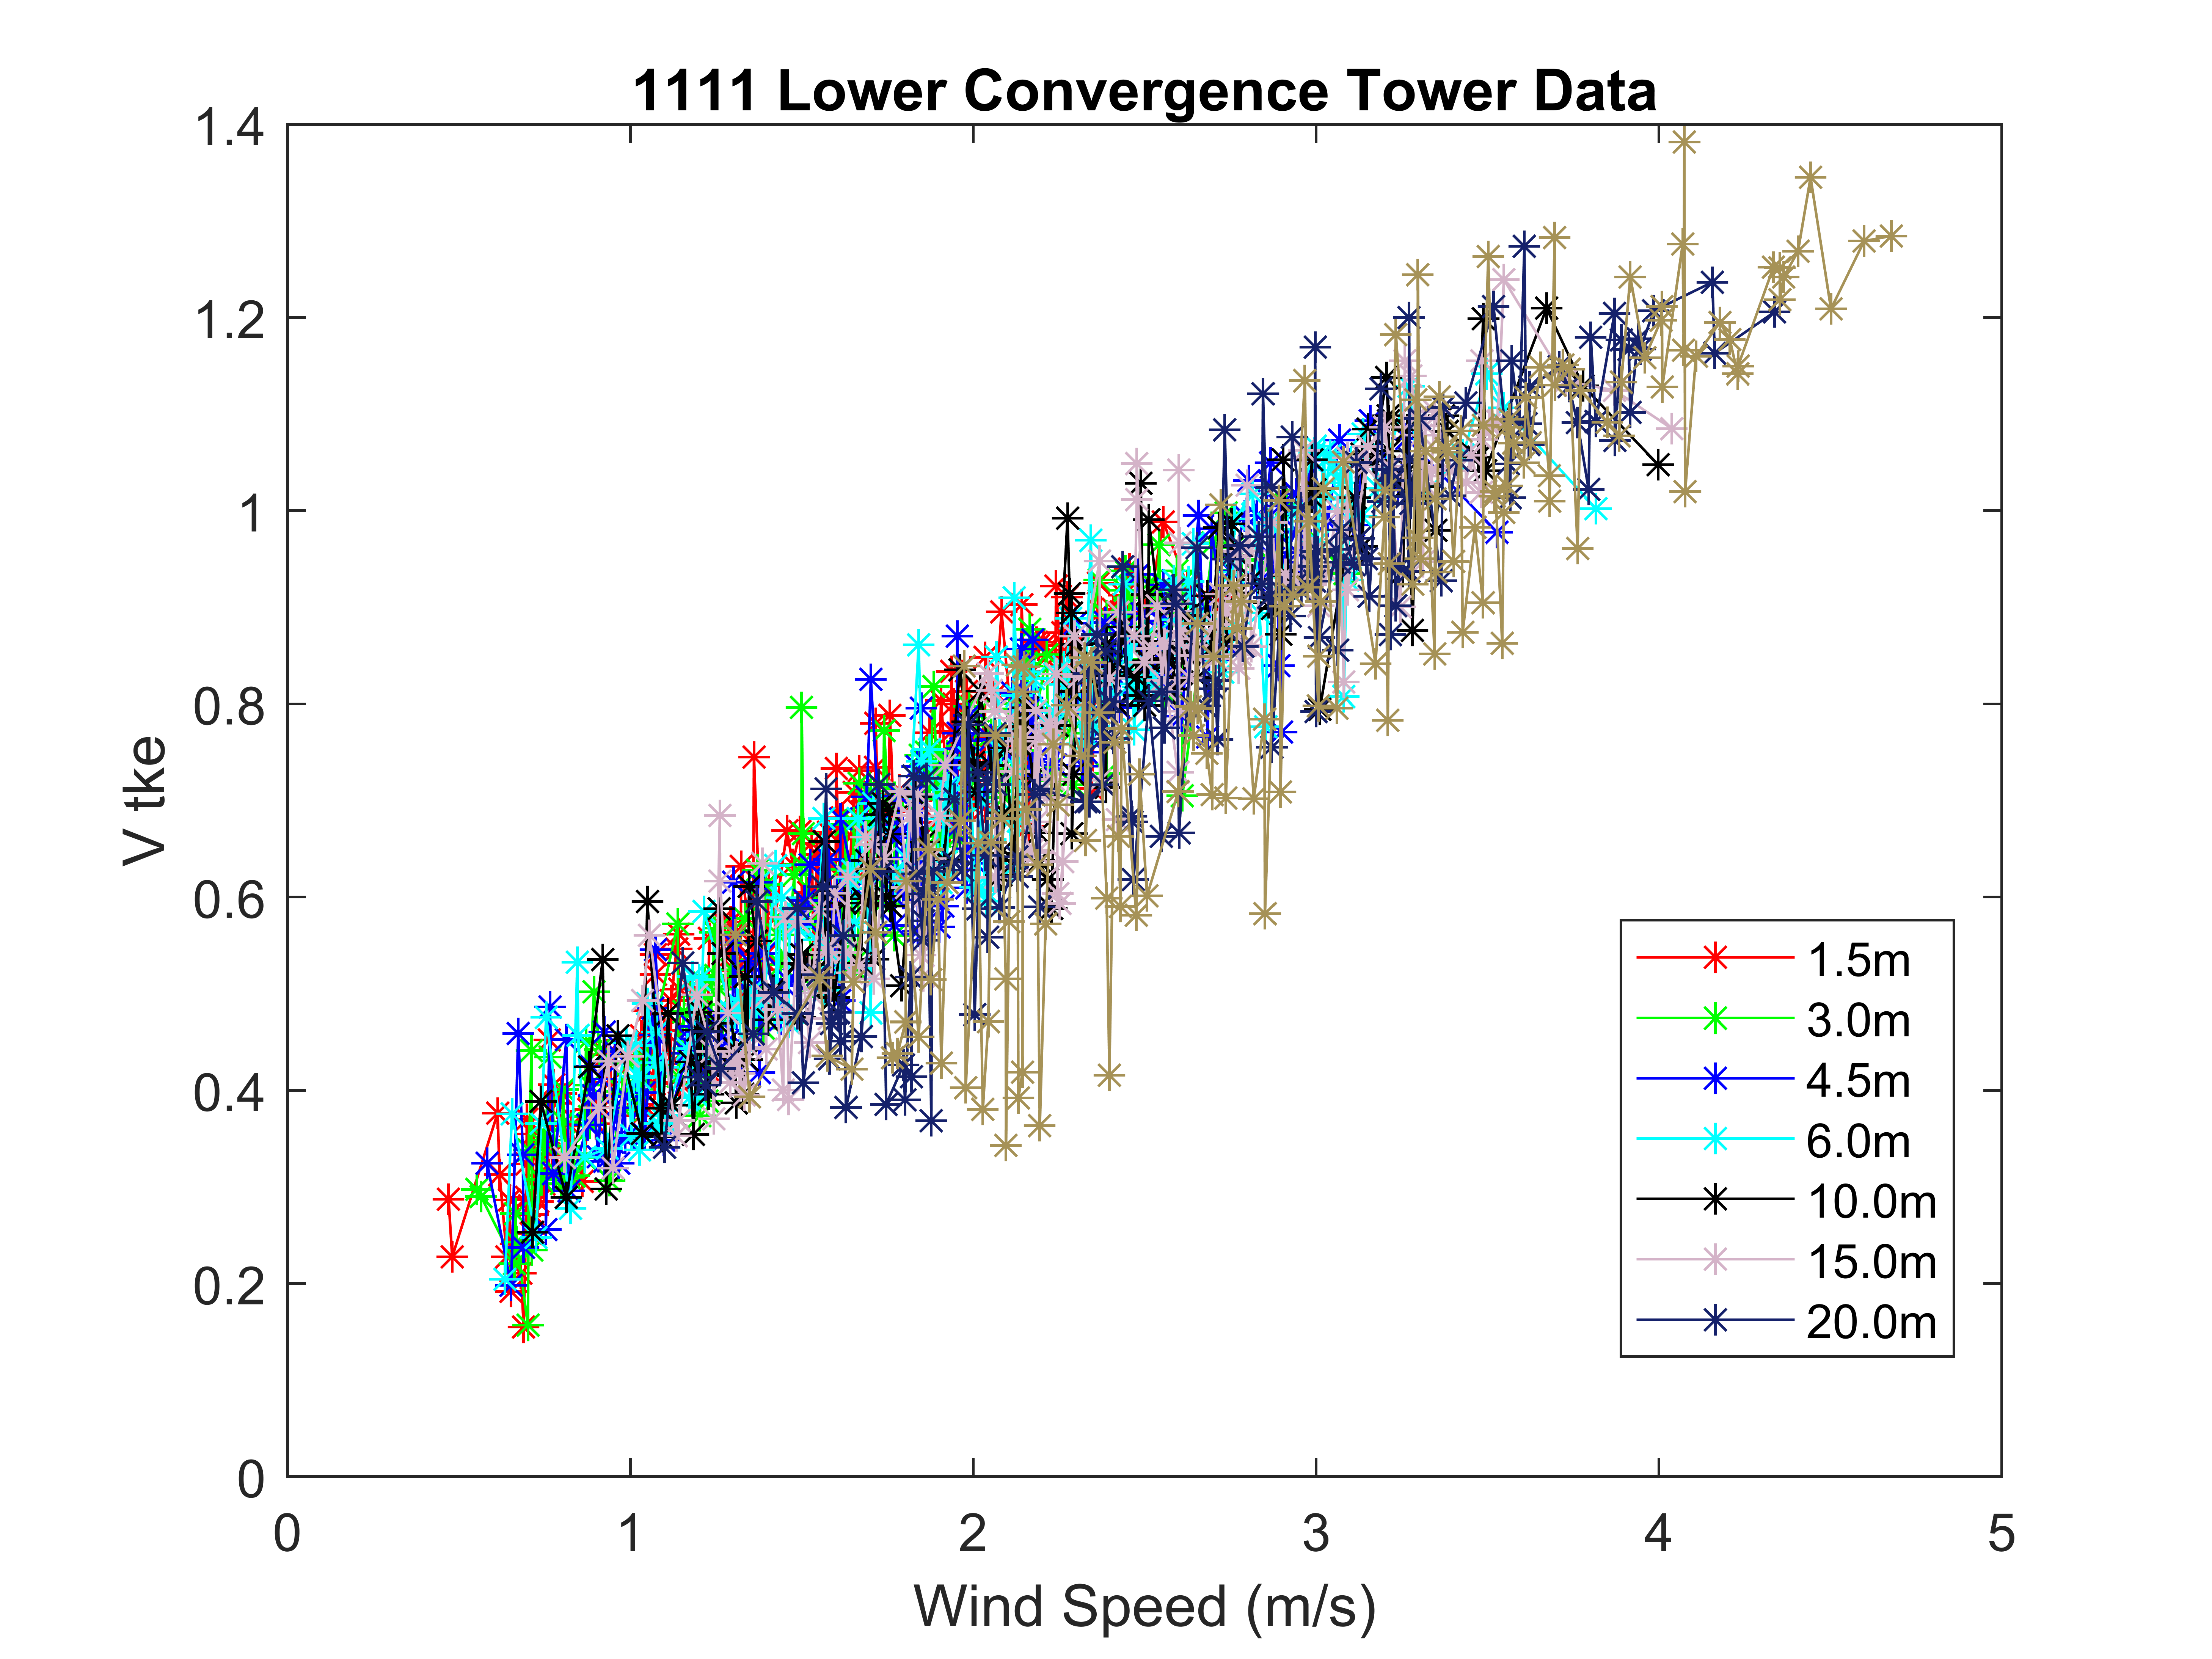 1111 Lower Convergence Tower Data
1.4
1.2
1
0.8
0.6
0.4
0.2
0
V tke
1.5m
3.0m
4.5m
6.0m
10.0m
15.0m
20.0m
0 1 2 3 4 5
Wind Speed (m/s)